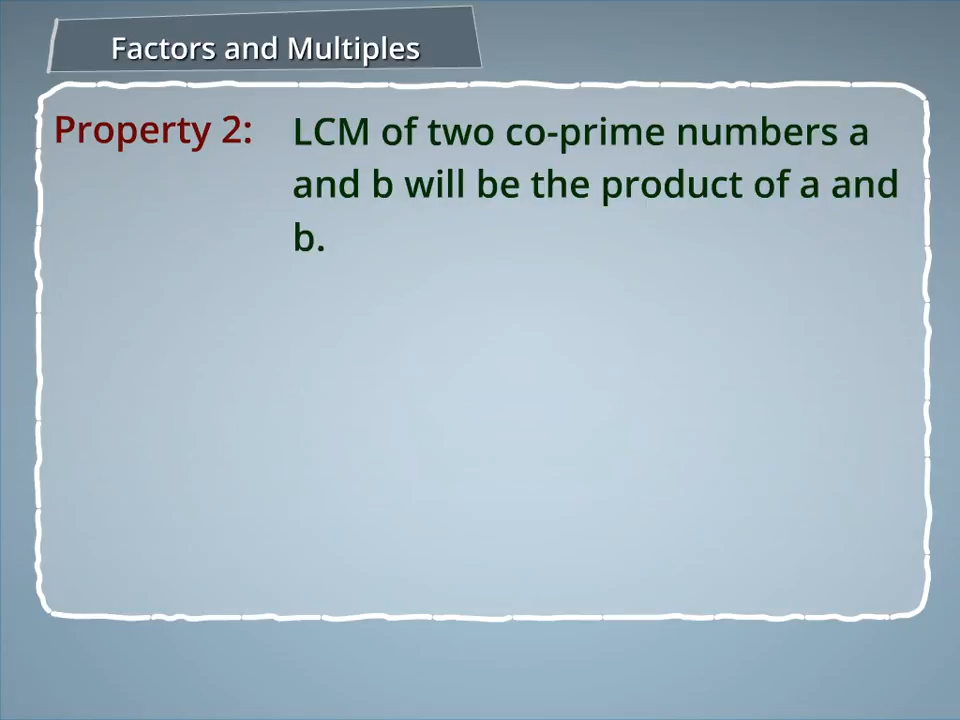 Factors and Multiples
Property 2: LCM of two co-prime numbers a
and b will be the product of a and
b.